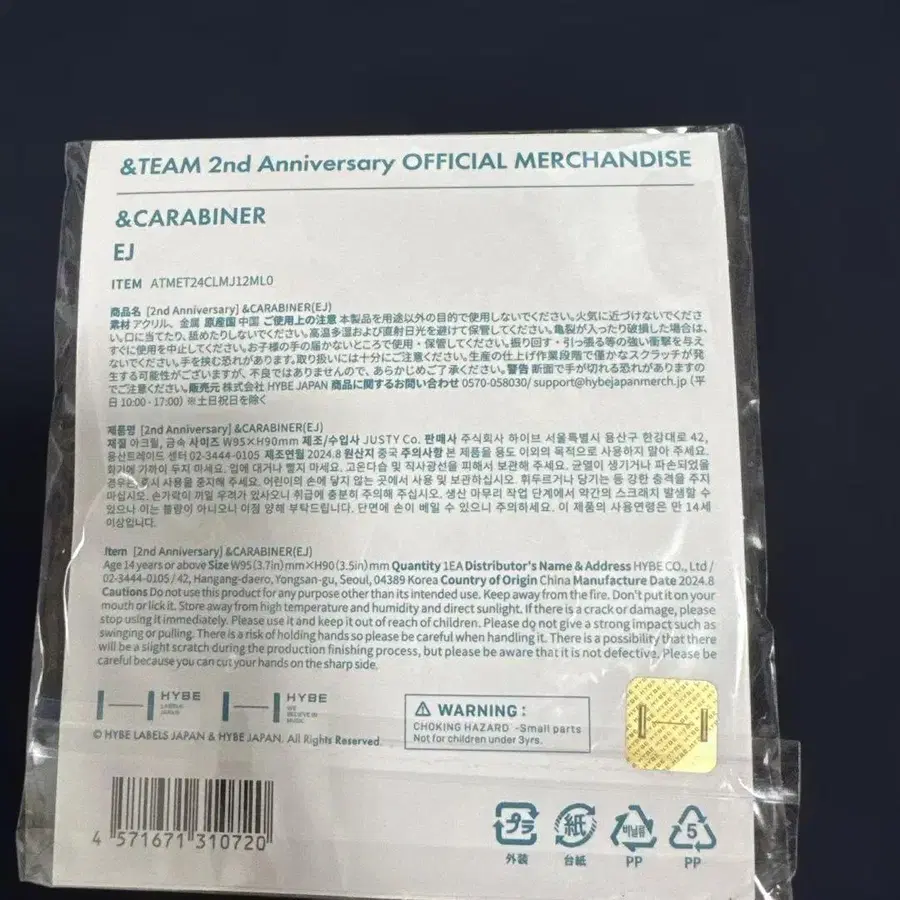 &TEAM 2nd Anniversary OFFICIAL MERCHANDISE
&CARABINER
EJ
ITEM ATMET24CLMJ12ML0
商品名 [2nd Anniversary] &CARABINER(EJ)
素材 アクリル、金属 原産国 中国 ご使用上の注意 本製品を用途以外の目的で使用しないでください。火気に近づけないでくださ
い。口に当てたり、舐めたりしないでください。高温多湿および直射日光を避けて保管してください。亀裂が入ったり破損した場合は、
すぐに使用を中止してください。お子様の手の届かないところで使用・保管してください。振り回す・引っ張る等の強い衝撃を与え
ないでください。手を挟む恐れがあります。取り扱いには十分にご注意ください。生産の仕上げ作業段階で僅かなスクラッチが発
生する可能性がございますが、不良ではありませんので、あらかじめご了承ください。警告 断面で手が切れる恐れがありますの
でご注意ください。販売元 株式会社 HYBE JAPAN 商品に関するお問い合わせ 0570-058030/ support@hybejapanmerch.jp (平
日 10:00 - 17:00) ※土日祝日を除く
제품명 [2nd Anniversary] &CARABINER(EJ)
재질 아크릴, 금속 사이즈 W95×H90mm 제조/수입사 JUSTY Co. 판매사 주식회사 하이브 서울특별시 용산구 한강대로 42,
용산트레이드 센터 02-3444-0105 제조연월 2024.8 원산지 중국 주의사항 본 제품을 용도 이외의 목적으로 사용하지 말아 주세요.
화기에 가까이 두지 마세요. 입에 대거나 빨지 마세요. 고온다습 및 직사광선을 피해서 보관해 주세요. 균열이 생기거나 파손되었을
경우는 즉시 사용을 중지해 주세요. 어린이의 손에 닿지 않는 곳에서 사용 및 보관하십시오. 휘두르거나 당기는 등 강한 충격을 주지
마십시오. 손가락이 끼일 우려가 있사오니 취급에 충분히 주의해 주십시오. 생산 마무리 작업 단계에서 약간의 스크래치 발생할 수
있으나 이는 불량이 아니오니 이점 양해 부탁드립니다. 단면에 손이 베일 수 있으니 주의하세요. 이 제품의 사용연령은 만 14세
이상입니다.
Item [2nd Anniversary] &CARABINER(EJ)
Age 14 years or above Size W95 (3.7in) mm×H90 (3.5in) mm Quantity 1EA Distributor's Name & Address HYBE CO., Ltd /
02-3444-0105 / 42, Hangang-daero, Yongsan-gu, Seoul, 04389 Korea Country of Origin China Manufacture Date 2024.8
Cautions Do not use this product for any purpose other than its intended use. Keep away from the fire. Don't put it on your
mouth or lick it. Store away from high temperature and humidity and direct sunlight. If there is a crack or damage, please
stop using it immediately. Please use it and keep it out of reach of children. Please do not give a strong impact such as
swinging or pulling. There is a risk of holding hands so please be careful when handling it. There is a possibility that there
will be a slight scratch during the production finishing process, but please be aware that it is not defective. Please be
careful because you can cut your hands on the sharp side.
HYBE
LABELS
JAPAN
HYBE
WE
BELIEVE IN
MUSIC
© HYBE LABELS JAPAN & HYBE JAPAN. All Rights Reserved.
WARNING :
CHOKING HAZARD -Small parts
Not for children under 3yrs.
4 571671 310720
プラ
外装
紙
台紙
비닐류
PP
5
PP